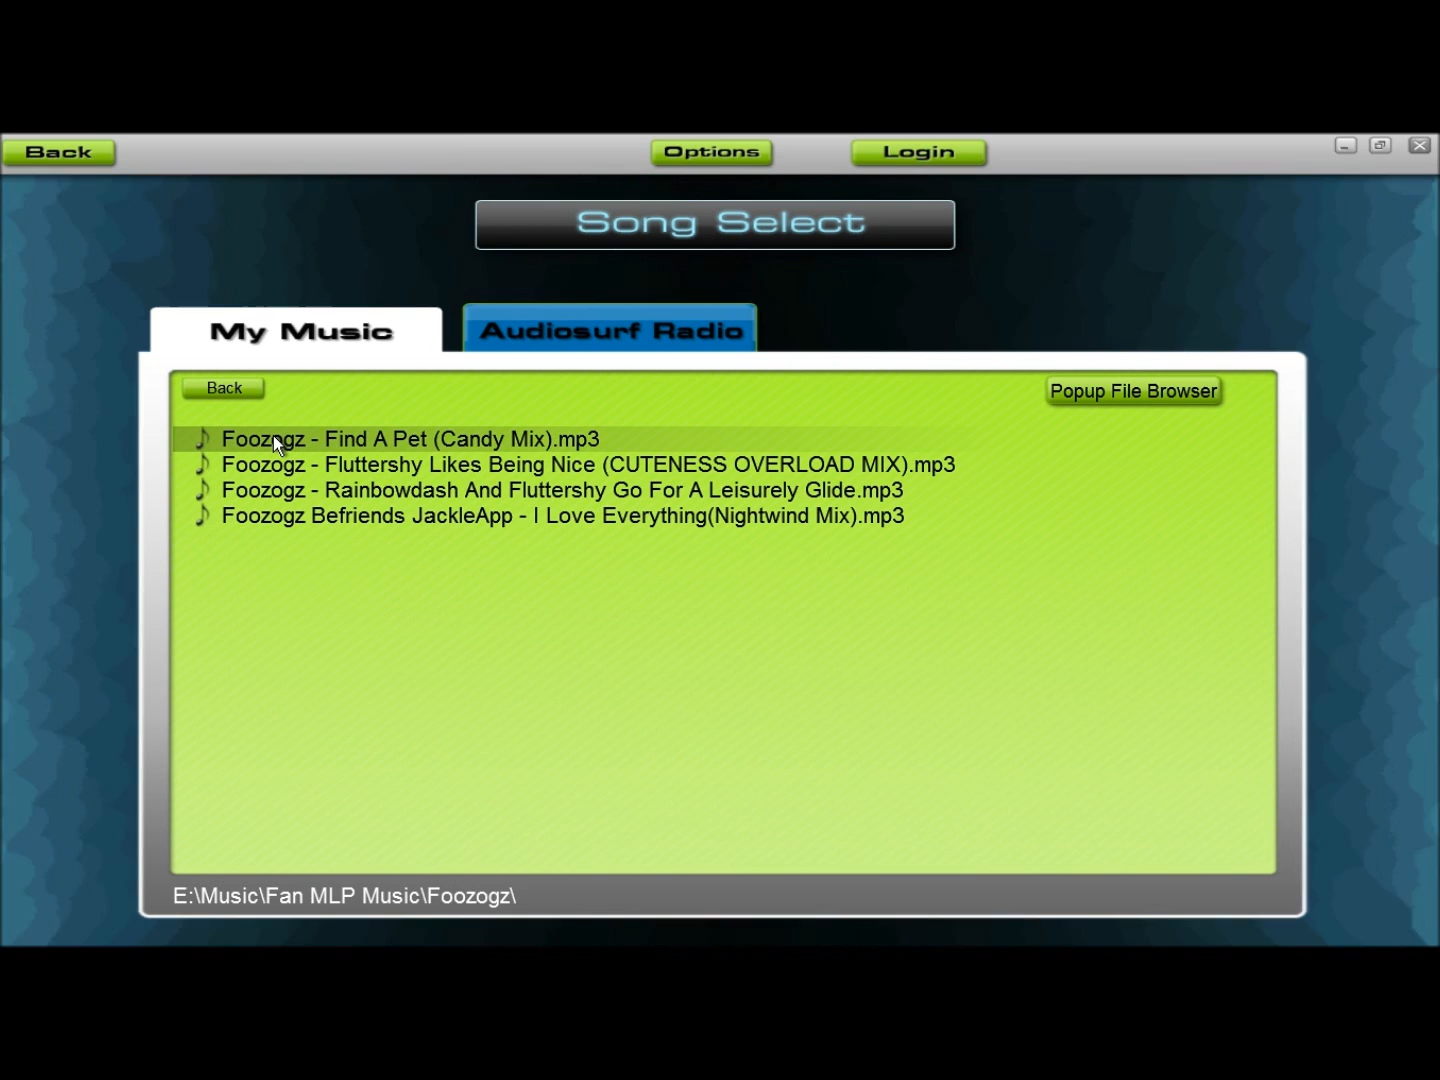 Back
Options
Login
Song Select
My Music
Audiosurf Radio
Back
Popup File Browser
Foozogz - Find A Pet (Candy Mix).mp3
Foozogz - Fluttershy Likes Being Nice (CUTENESS OVERLOAD MIX).mp3
Foozogz - Rainbowdash And Fluttershy Go For A Leisurely Glide.mp3
Foozogz Befriends JackleApp - I Love Everything(Nightwind Mix).mp3
E:\Music\Fan MLP Music\Foozogz\